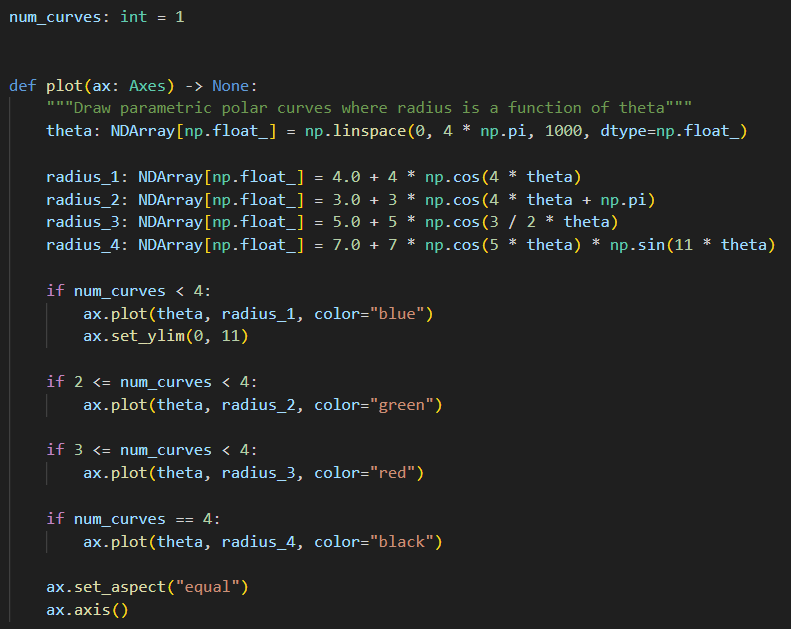 num_curves: int = 1
def plot(ax: Axes) -> None:
"""Draw parametric polar curves where radius is a function of theta"""
theta: NDArray[np.float_] = np.linspace(0, 4 * np.pi, 1000, dtype=np.float_)
radius_1: NDArray[np.float_] = 4.0 + 4 * np.cos(4 * theta)
radius_2: NDArray[np.float_] = 3.0 + 3 * np.cos(4 * theta + np.pi)
radius_3: NDArray[np.float_] = 5.0 + 5 * np.cos(3 / 2 * theta)
radius_4: NDArray[np.float_] = 7.0 + 7 * np.cos(5 * theta) * np.sin(11 * theta)
if num_curves < 4:
ax.plot(theta, radius_1, color="blue")
ax.set_ylim(0, 11)
if 2 <= num_curves < 4:
ax.plot(theta, radius_2, color="green")
if 3 <= num_curves < 4:
ax.plot(theta, radius_3, color="red")
if num_curves == 4:
ax.plot(theta, radius_4, color="black")
ax.set_aspect("equal")
ax.axis()